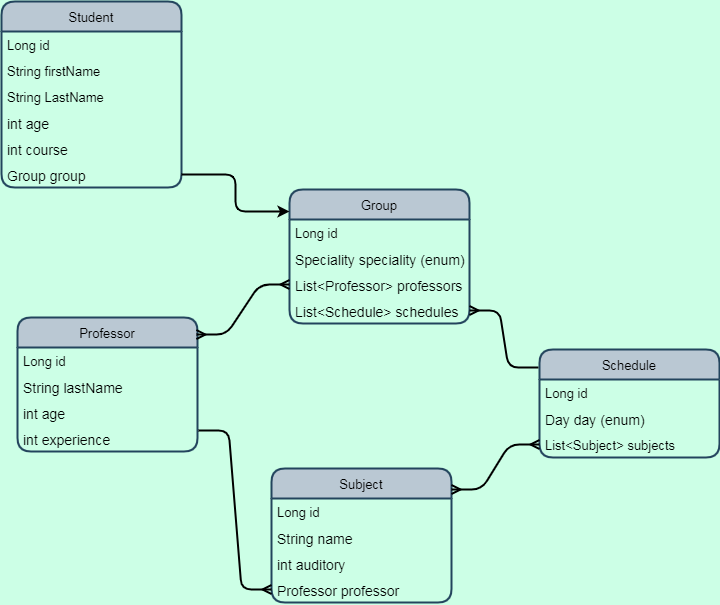 Student
Long id
String firstName
String LastName
int age
int course
Group group
Group
Long id
Speciality speciality (enum)
List<Professor> professors
List<Schedule> schedules
Professor
Long id
String lastName
int age
int experience
Schedule
Long id
Day day (enum)
List<Subject> subjects
Subject
Long id
String name
int auditory
Professor professor